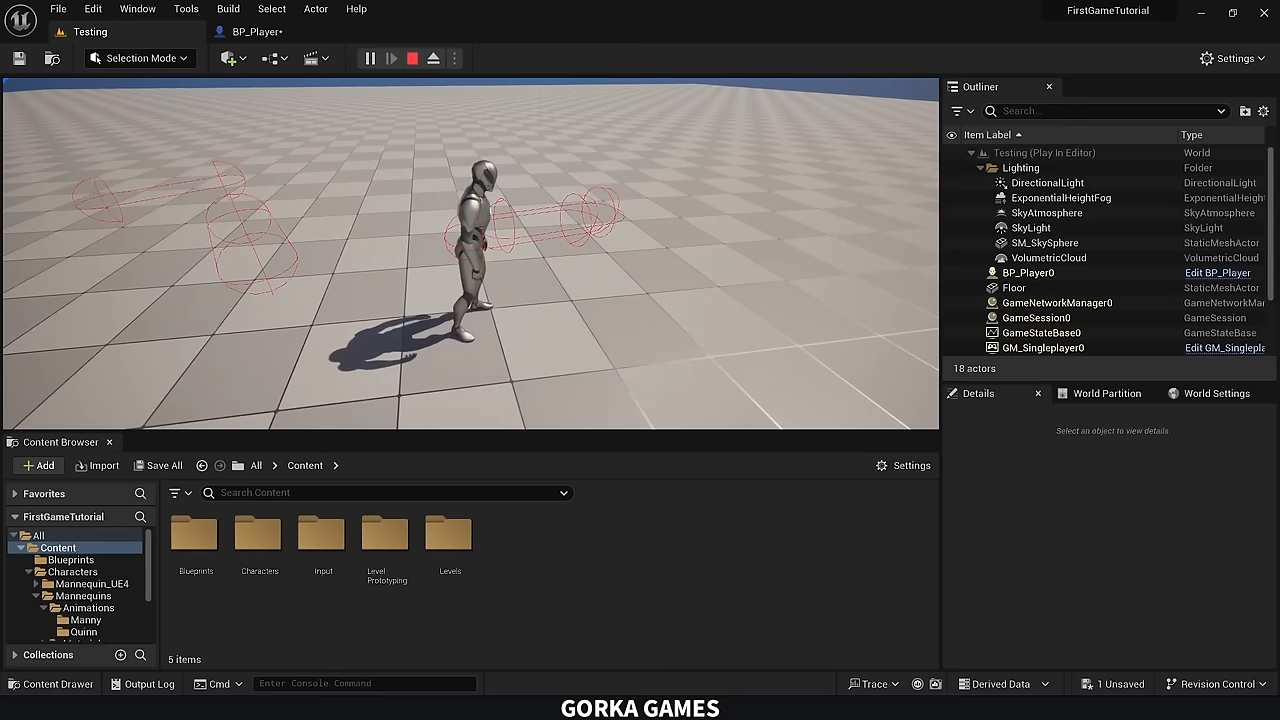 File Edit Window Tools Build Select Actor Help
FirstGameTutorial
Testing
BP_Player*
Selection Mode
Settings
Outliner
Search...
Item Label
Type
Testing (Play In Editor)
World
Lighting
Folder
DirectionalLight
DirectionalLight
ExponentialHeightFog
ExponentialHeigh
SkyAtmosphere
SkyAtmosphere
SkyLight
SkyLight
SM_SkySphere
StaticMeshActor
VolumetricCloud
VolumetricCloud
BP_Player0
Edit BP_Player
Floor
StaticMeshActor
GameNetworkManager0
GameNetworkMar
GameSession0
GameSession
GameStateBase0
GameStateBase
GM_Singleplayer0
Edit GM_Singlepla
18 actors
Details
World Partition
World Settings
Select an object to view details.
Content Browser
Add
Import
Save All
All
Content
Settings
Favorites
Search Content
FirstGameTutorial
All
Content
Blueprints
Characters
Mannequin_UE4
Mannequins
Animations
Manny
Quinn
Blueprints
Characters
Input
Level
Prototyping
Levels
Collections
5 items
Content Drawer
Output Log
Cmd
Enter Console Command
Trace
Derived Data
1 Unsaved
Revision Control
GORKA GAMES